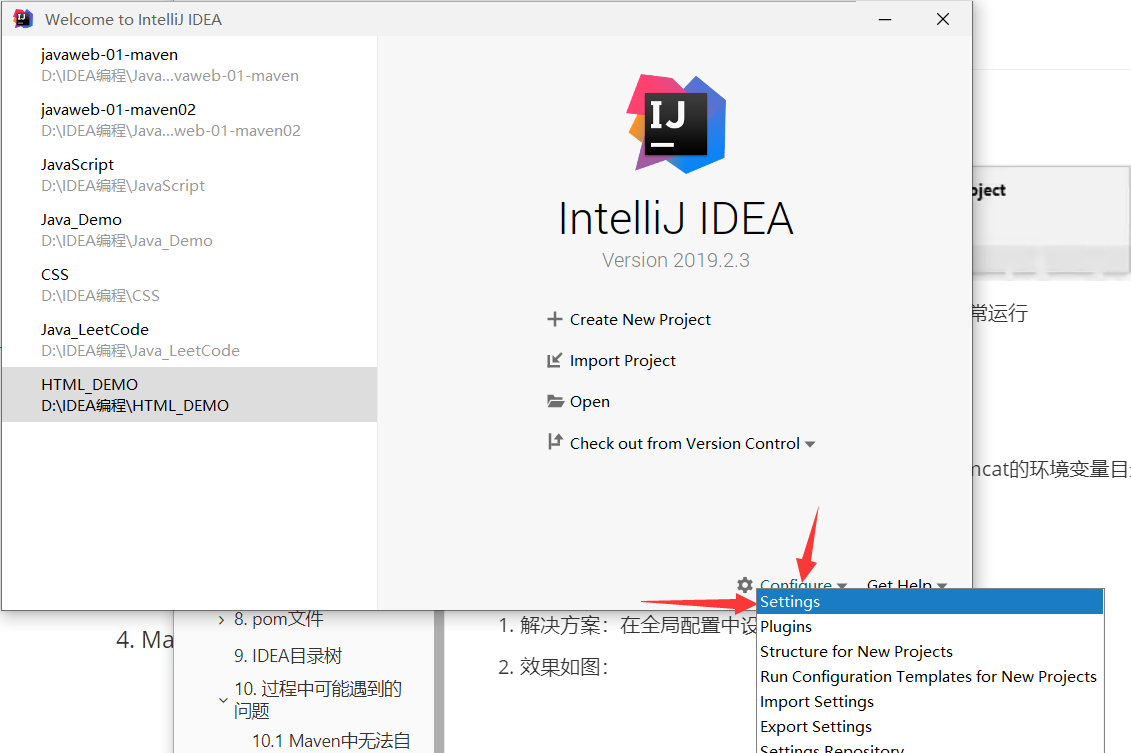 Welcome to IntelliJ IDEA
javaweb-01-maven
D:\IDEA编程\Java...vaweb-01-maven
javaweb-01-maven02
D:\IDEA编程\Java...web-01-maven02
JavaScript
D:\IDEA编程\JavaScript
Java_Demo
D:\IDEA编程\Java_Demo
CSS
D:\IDEA编程\CSS
Java_LeetCode
D:\IDEA编程\Java_LeetCode
HTML_DEMO
D:\IDEA编程\HTML_DEMO
IJ
IntelliJ IDEA
Version 2019.2.3
Create New Project
Import Project
Open
Check out from Version Control
Configure
Get Help
Settings
Plugins
Structure for New Projects
Run Configuration Templates for New Projects
Import Settings
Export Settings
Settings Repository
oject
常运行
mcat的环境变量目
4. Ma
8. pom文件
9. IDEA目录树
10. 过程中可能遇到的
问题
10.1 Maven中无法自
1. 解决方案：在全局配置中设
2. 效果如图：